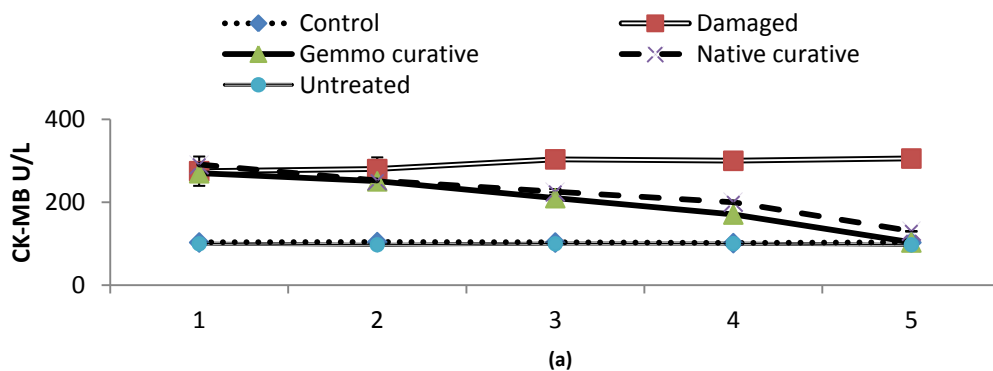 Control Damaged
Gemmo curative Native curative
Untreated
400
200
0
CK-MB U/L
1 2 3 4 5
(a)